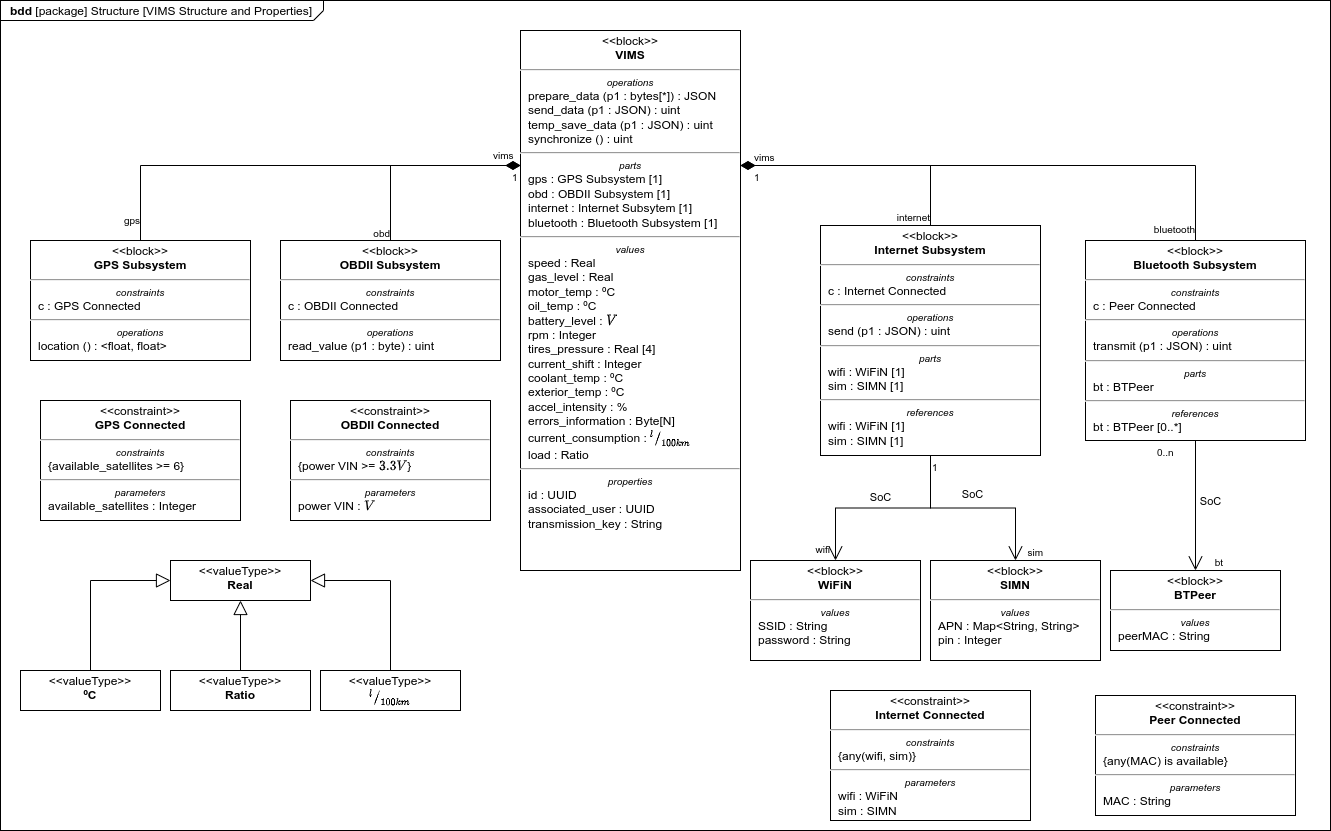 bdd [package] Structure [VIMS Structure and Properties]
<<block>>
VIMS
operations
prepare_data (p1 : bytes[*]) : JSON
send_data (p1 : JSON) : uint
temp_save_data (p1 : JSON) : uint
synchronize () : uint
parts
gps : GPS Subsystem [1]
obd : OBDII Subsystem [1]
internet : Internet Subsytem [1]
bluetooth : Bluetooth Subsystem [1]
values
speed : Real
gas_level : Real
motor_temp : ºC
oil_temp : ºC
battery_level : V
rpm : Integer
tires_pressure : Real [4]
current_shift : Integer
coolant_temp : ºC
exterior_temp : ºC
accel_intensity : %
errors_information : Byte[N]
current_consumption : l/100km
load : Ratio
properties
id : UUID
associated_user : UUID
transmission_key : String
vims
1
vims
1
gps
obd
internet
bluetooth
<<block>>
GPS Subsystem
constraints
c : GPS Connected
operations
location () : <float, float>
<<block>>
OBDII Subsystem
constraints
c : OBDII Connected
operations
read_value (p1 : byte) : uint
<<block>>
Internet Subsystem
constraints
c : Internet Connected
operations
send (p1 : JSON) : uint
parts
wifi : WiFiN [1]
sim : SIMN [1]
references
wifi : WiFiN [1]
sim : SIMN [1]
<<block>>
Bluetooth Subsystem
constraints
c : Peer Connected
operations
transmit (p1 : JSON) : uint
parts
bt : BTPeer
references
bt : BTPeer [0..*]
<<constraint>>
GPS Connected
constraints
{available_satellites >= 6}
parameters
available_satellites : Integer
<<constraint>>
OBDII Connected
constraints
{power VIN >= 3.3V}
parameters
power VIN : V
1
SoC
SoC
wifi
sim
0..n
SoC
bt
<<block>>
WiFiN
values
SSID : String
password : String
<<block>>
SIMN
values
APN : Map<String, String>
pin : Integer
<<block>>
BTPeer
values
peerMAC : String
<<valueType>>
Real
<<valueType>>
ºC
<<valueType>>
Ratio
<<valueType>>
l/100km
<<constraint>>
Internet Connected
constraints
{any(wifi, sim)}
parameters
wifi : WiFiN
sim : SIMN
<<constraint>>
Peer Connected
constraints
{any(MAC) is available}
parameters
MAC : String